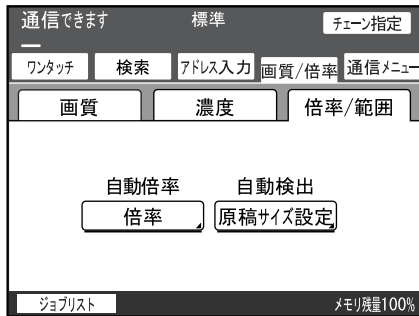 通信できます 標準 チェーン指定
ワンタッチ 検索 アドレス入力 画質/倍率 通信メニュー
画質 濃度 倍率/範囲
自動倍率 自動検出
倍率 原稿サイズ設定
ジョブリスト メモリ残量100%